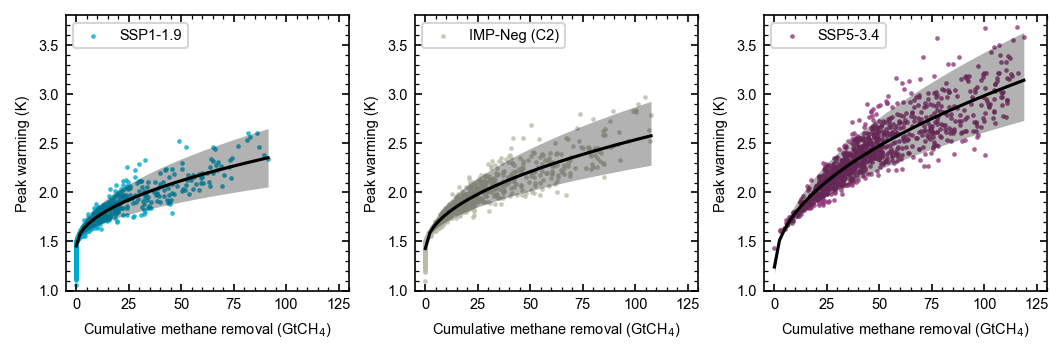 SSP1-1.9
Peak warming (K)
3.5
3.0
2.5
2.0
1.5
1.0
0 25 50 75 100 125
Cumulative methane removal (GtCH₄)
IMP-Neg (C2)
Peak warming (K)
3.5
3.0
2.5
2.0
1.5
1.0
0 25 50 75 100 125
Cumulative methane removal (GtCH₄)
SSP5-3.4
Peak warming (K)
3.5
3.0
2.5
2.0
1.5
1.0
0 25 50 75 100 125
Cumulative methane removal (GtCH₄)